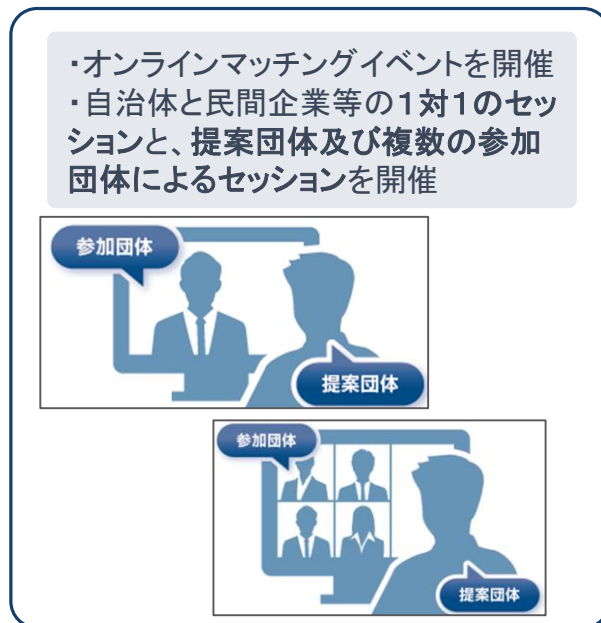 ・オンラインマッチングイベントを開催
・自治体と民間企業等の１対１のセッ
ションと、提案団体及び複数の参加
団体によるセッションを開催
参加団体
提案団体
参加団体
提案団体